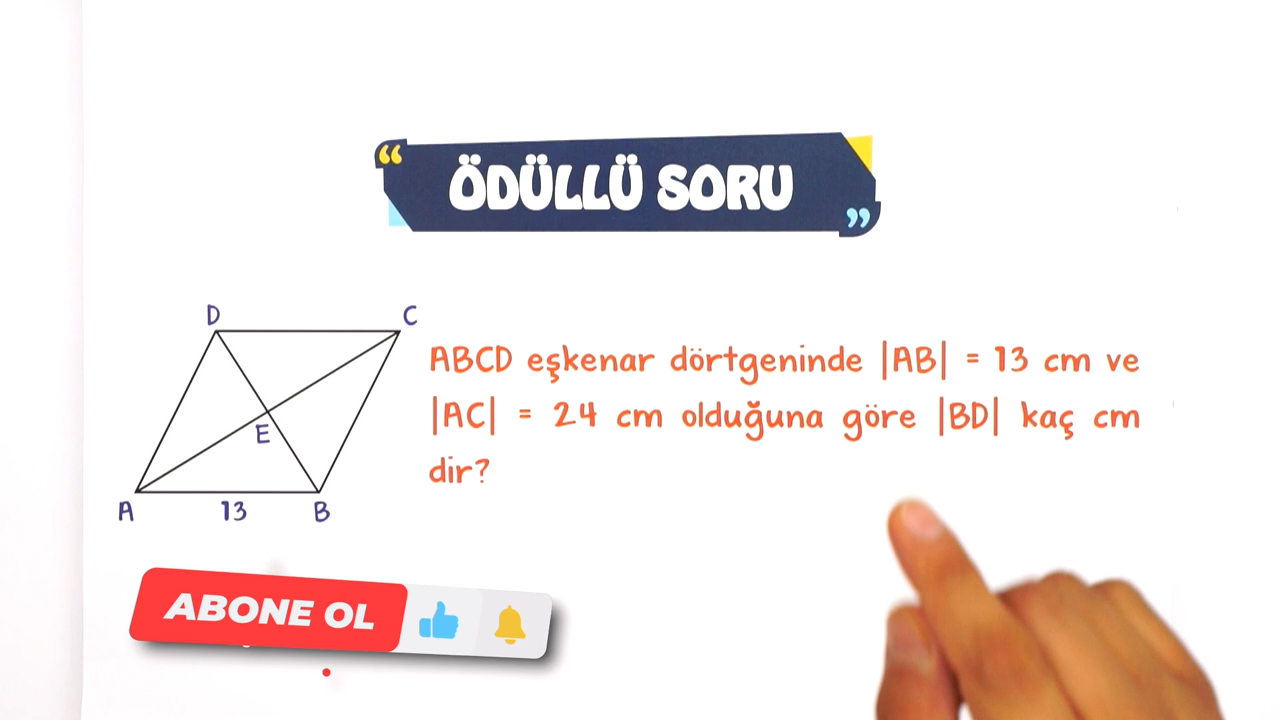 “
ÖDÜLLÜ SORU
”
D
C
ABCD eşkenar dörtgeninde |AB| = 13 cm ve
|AC| = 24 cm olduğuna göre |BD| kaç cm
dir?
E
A
13
B
ABONE OL